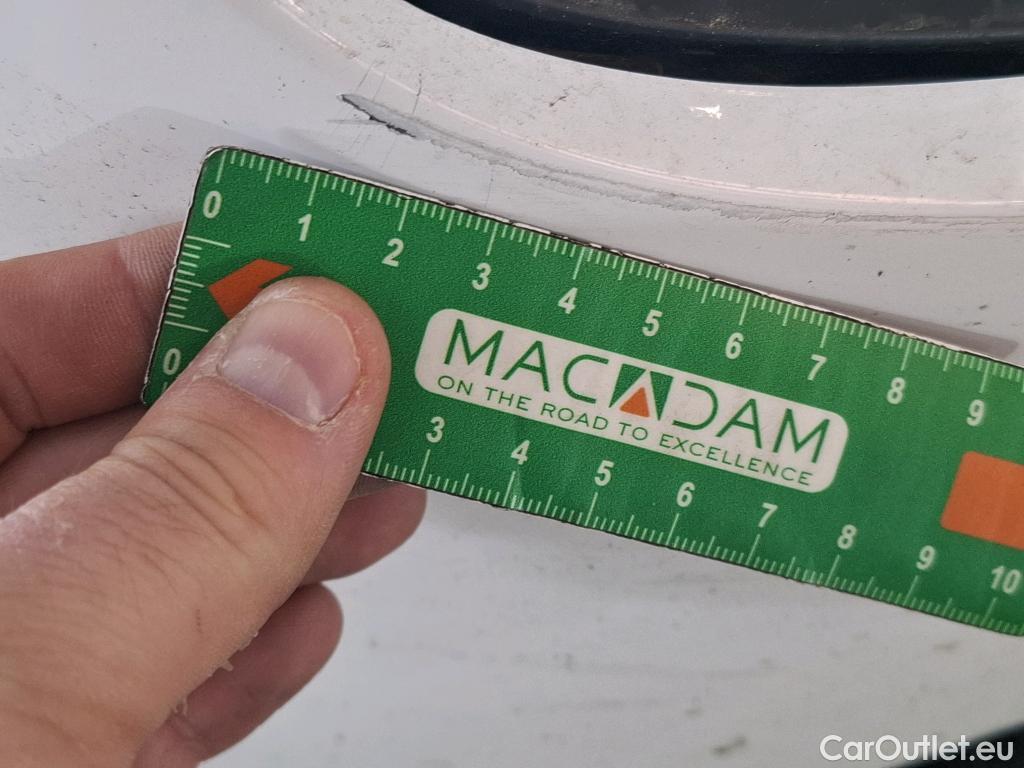 0 1 2 3 4 5 6 7 8 9
MACADAM
ON THE ROAD TO EXCELLENCE
0 3 4 5 6 7 8 9 10
CarOutlet.eu